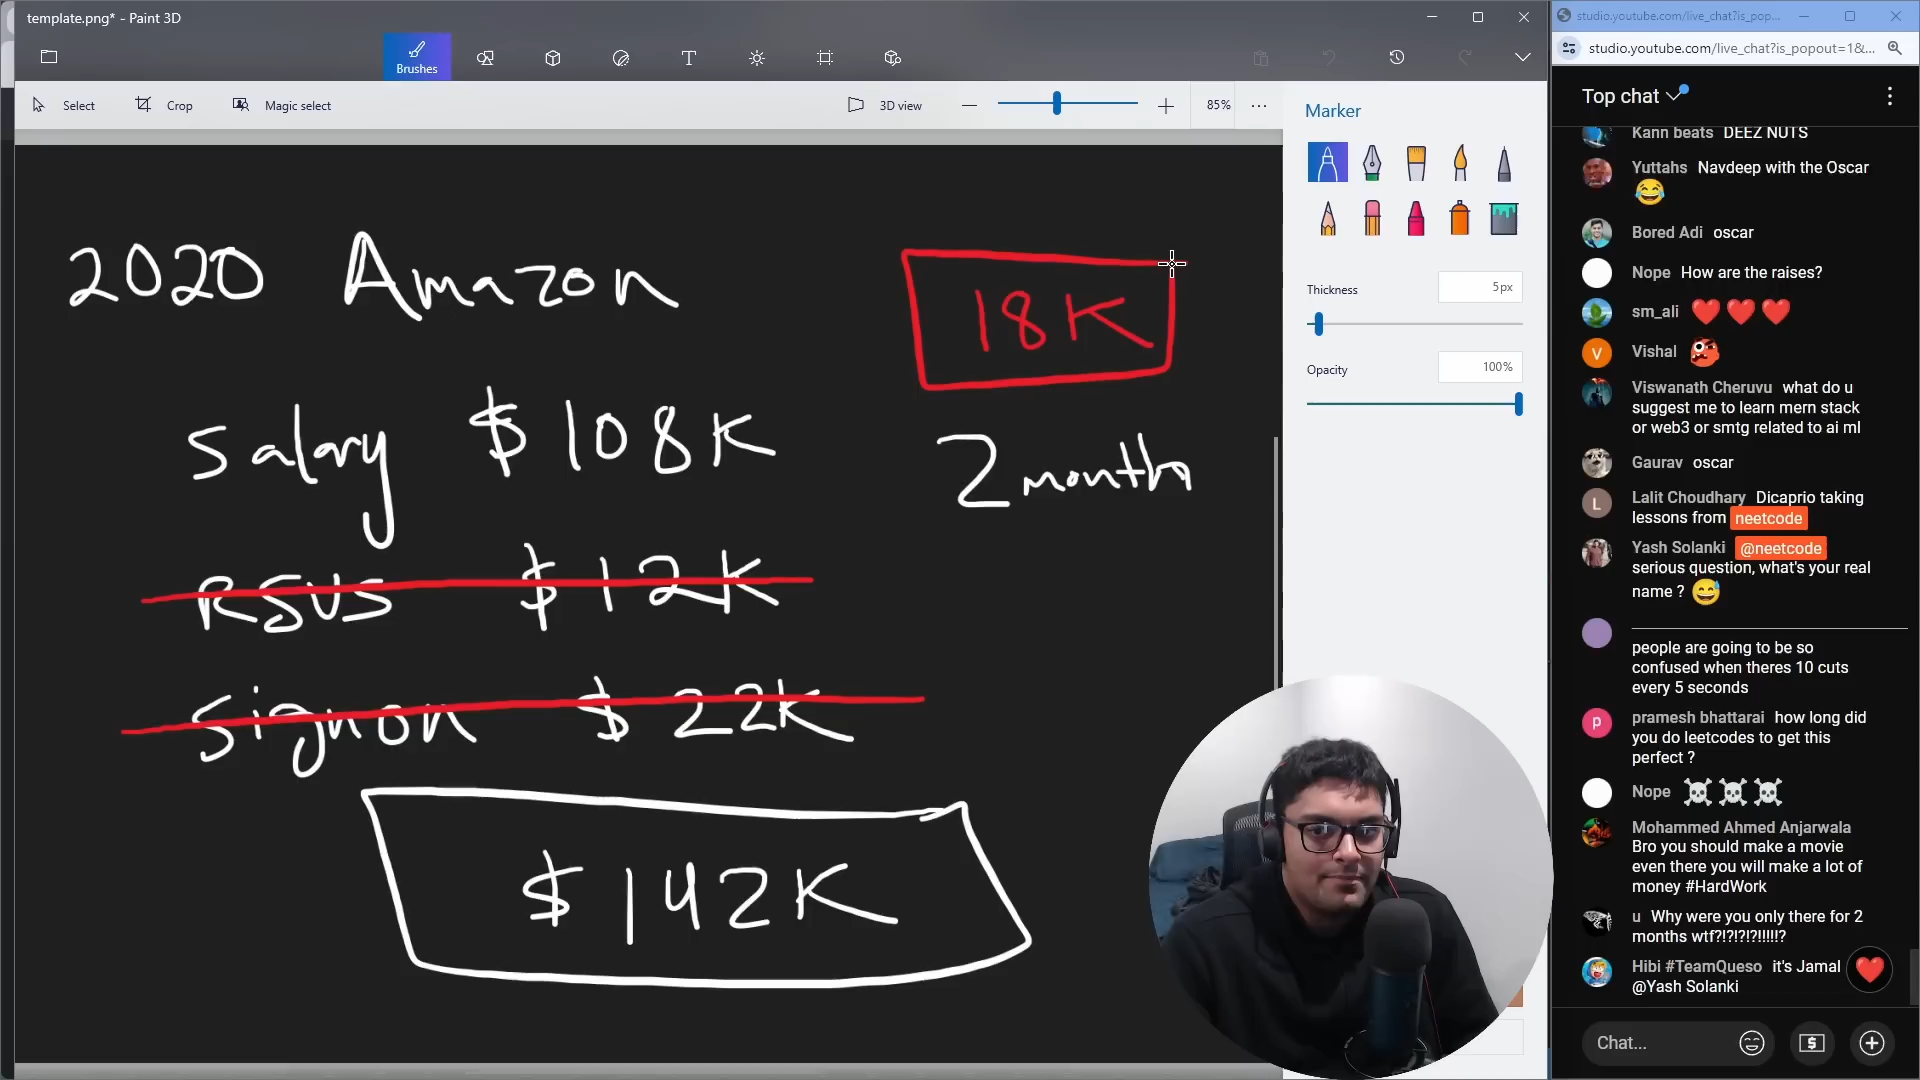 template.png* - Paint 3D
Brushes
Select
Crop
Magic select
3D view
85%
2020 Amazon
18K
salary $ 108K
2 months
RSUs $ 12K
signon $ 22K
$ 142K
Marker
Thickness
5px
Opacity
100%
studio.youtube.com/live_chat?is_pop...
studio.youtube.com/live_chat?is_popout=1&...
Top chat
Kann beats DEEZ NUTS
Yuttahs Navdeep with the Oscar
😂
Bored Adi oscar
Nope How are the raises?
sm_ali ❤️ ❤️ ❤️
V
Vishal
Viswanath Cheruvu what do u
suggest me to learn mern stack
or web3 or smtg related to ai ml
Gaurav oscar
L
Lalit Choudhary Dicaprio taking
lessons from neetcode
Yash Solanki @neetcode
serious question, what's your real
name ? 😅
people are going to be so
confused when theres 10 cuts
every 5 seconds
P
pramesh bhattarai how long did
you do leetcodes to get this
perfect ?
Nope ☠️ ☠️ ☠️
Mohammed Ahmed Anjarwala
Bro you should make a movie
even there you will make a lot of
money #HardWork
u Why were you only there for 2
months wtf?!?!?!?!!!!!?
Hibi #TeamQueso it's Jamal
@Yash Solanki
Chat...